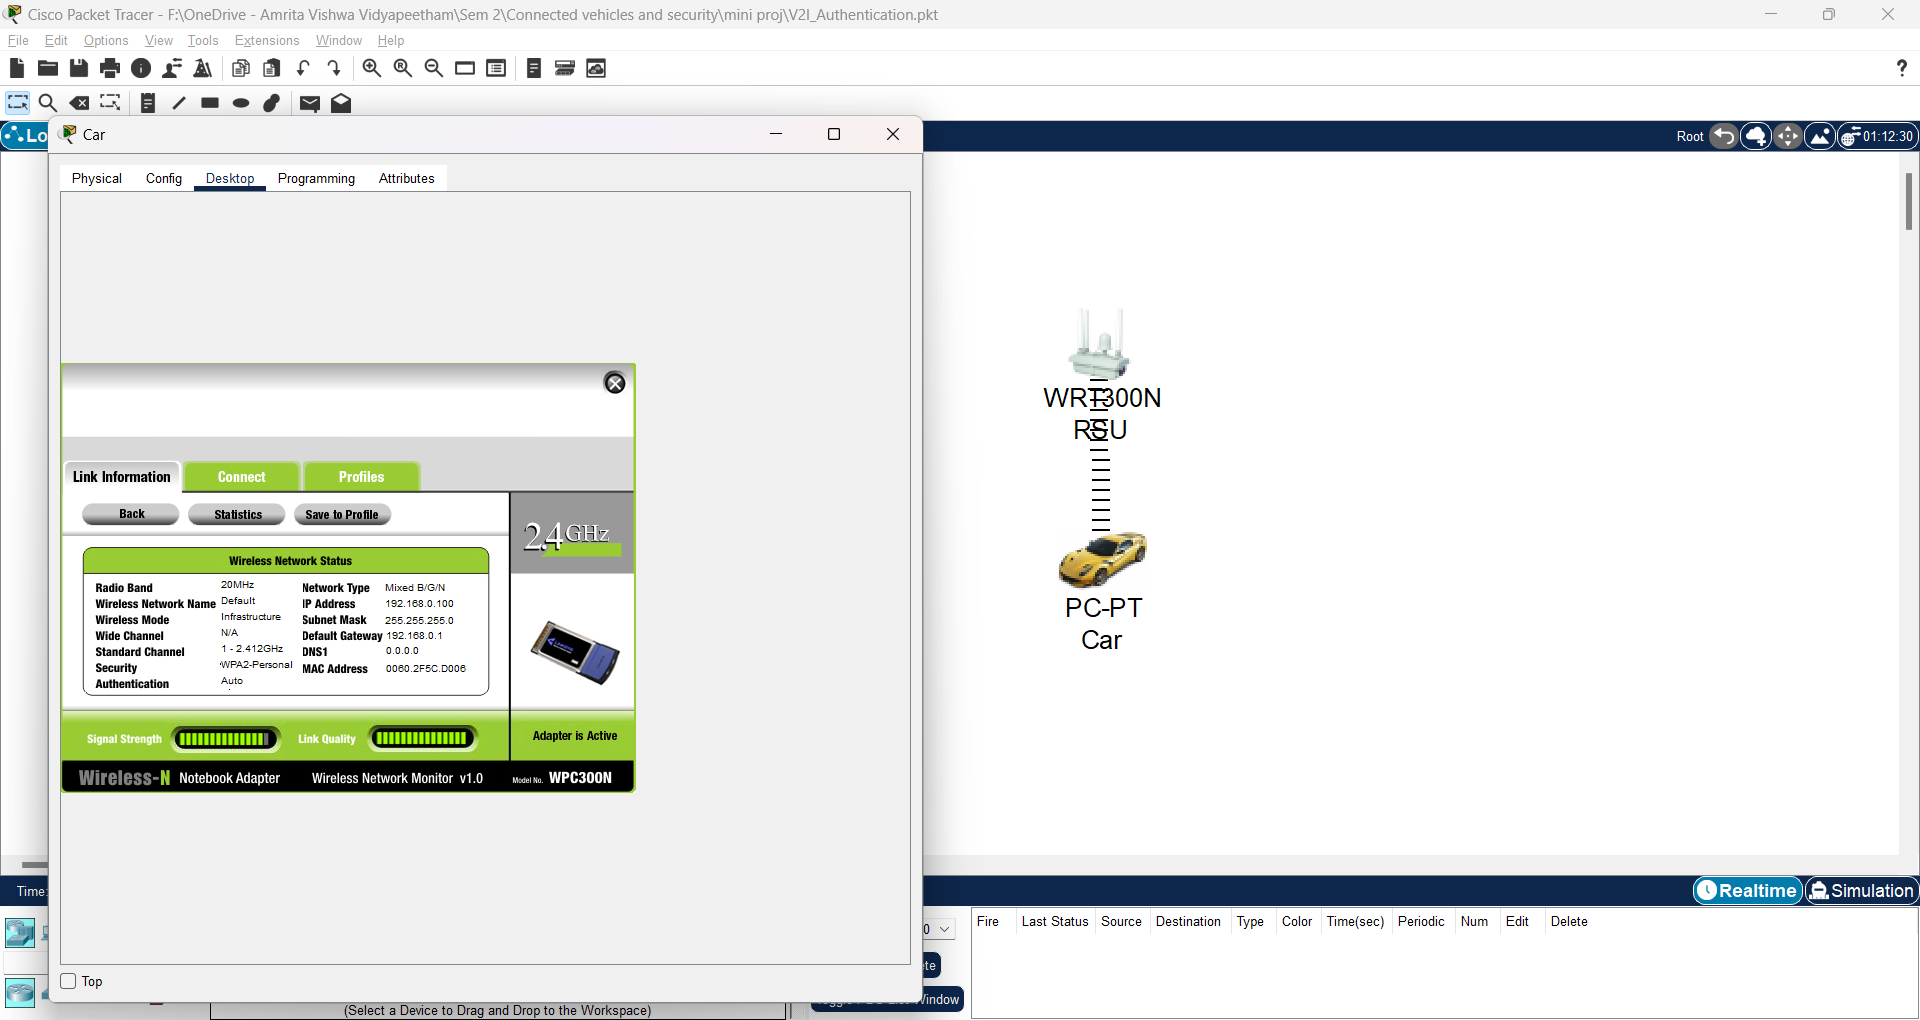 Cisco Packet Tracer - F:\OneDrive - Amrita Vishwa Vidyapeetham\Sem 2\Connected vehicles and security\mini proj\V2I_Authentication.pkt
File Edit Options View Tools Extensions Window Help
?
Lo
Car
Root
01:12:30
Physical Config Desktop Programming Attributes
WRT300N
RSU
PC-PT
Car
Link Information Connect Profiles
Back Statistics Save to Profile
2.4GHz
Wireless Network Status
Radio Band 20MHz Network Type Mixed B/G/N
Wireless Network Name Default IP Address 192.168.0.100
Wireless Mode Infrastructure Subnet Mask 255.255.255.0
Wide Channel N/A Default Gateway 192.168.0.1
Standard Channel 1 - 2.412GHz DNS1 0.0.0.0
Security WPA2-Personal MAC Address 0060.2F5C.D006
Authentication Auto
Signal Strength Link Quality Adapter is Active
Wireless-N Notebook Adapter Wireless Network Monitor v1.0 Model No. WPC300N
Time:
Realtime Simulation
Fire Last Status Source Destination Type Color Time(sec) Periodic Num Edit Delete
0
te
Top
Window
(Select a Device to Drag and Drop to the Workspace)